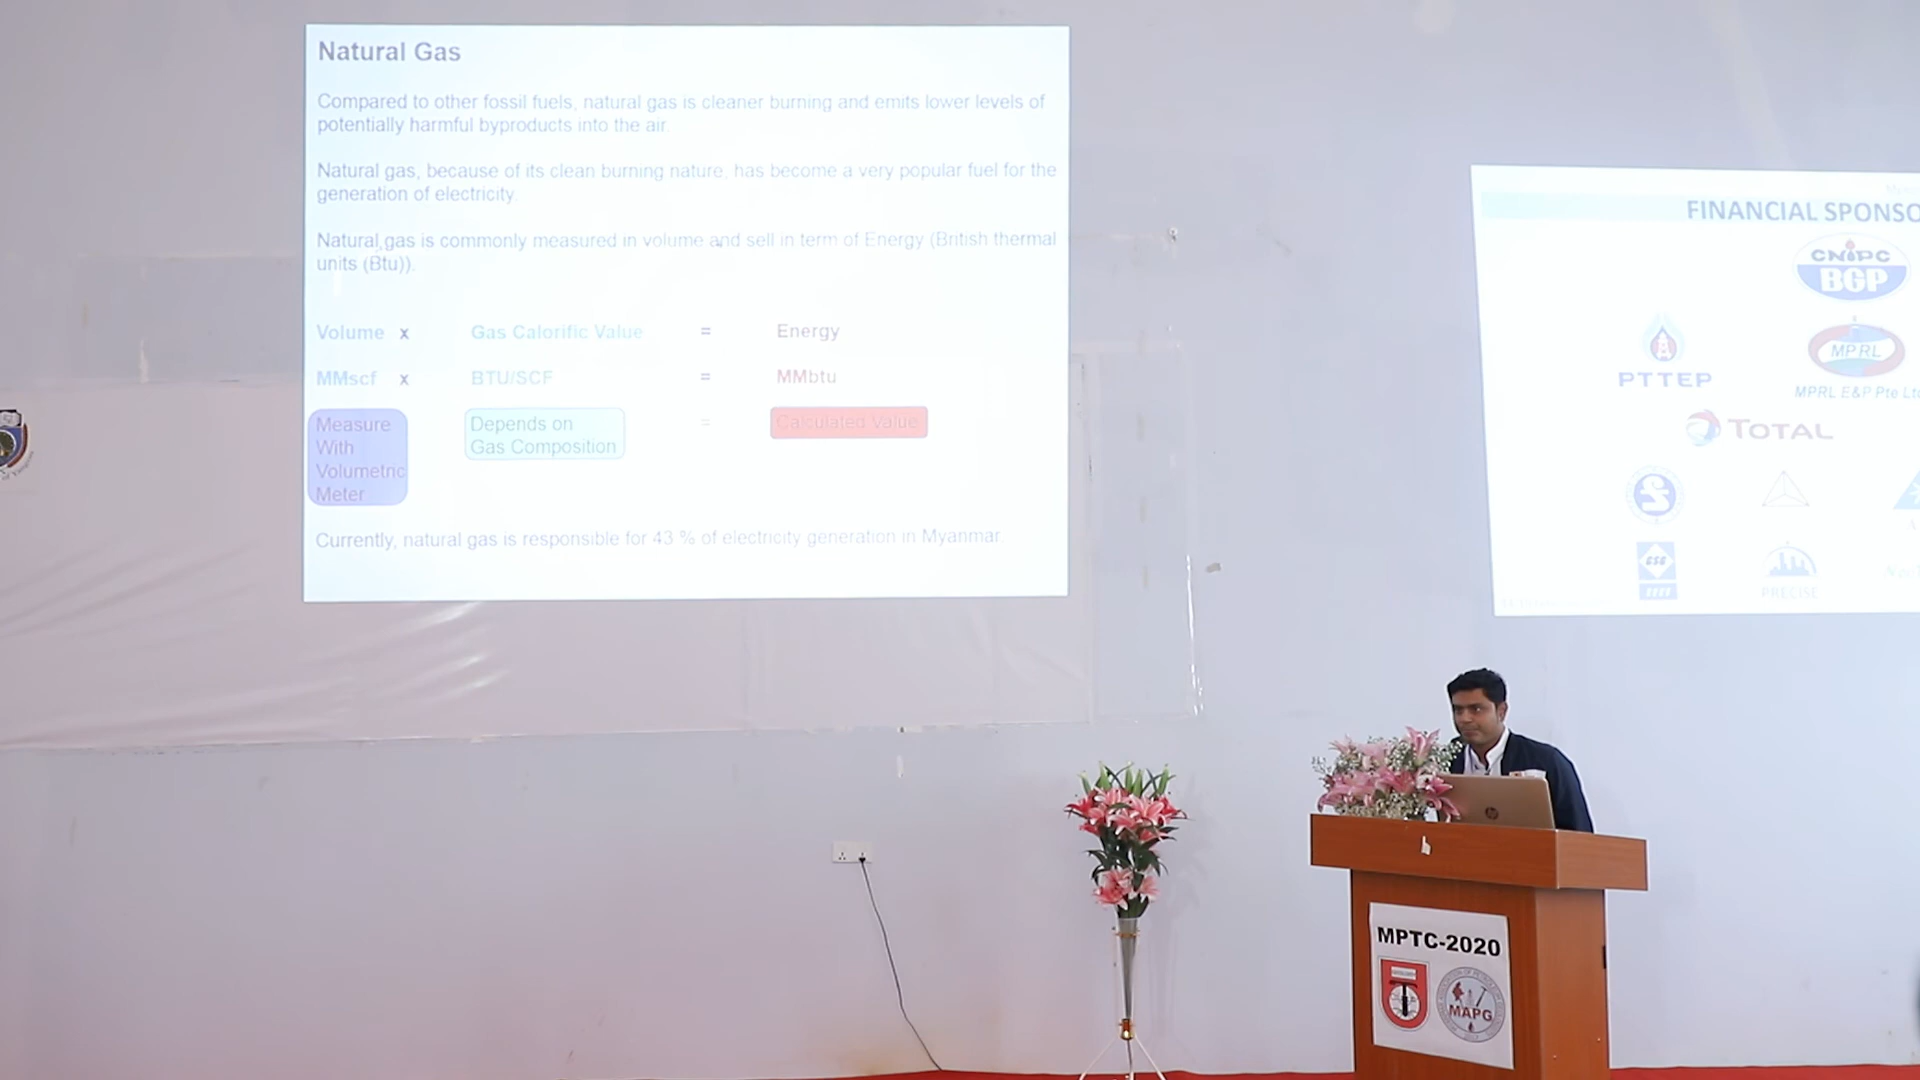 Natural Gas
Compared to other fossil fuels, natural gas is cleaner burning and emits lower levels of
potentially harmful byproducts into the air.
Natural gas, because of its clean burning nature, has become a very popular fuel for the
generation of electricity.
Natural gas is commonly measured in volume and sell in term of Energy (British thermal
units (Btu)).
Volume x Gas Calorific Value = Energy
MMscf x BTU/SCF = MMbtu
Measure
With
Volumetric
Meter
Depends on
Gas Composition
=
Calculated Value
Currently, natural gas is responsible for 43 % of electricity generation in Myanmar.
FINANCIAL SPONSO
CNPC
BGP
PTTEP
MPRL
MPRL E&P Pte Ltd
TOTAL
PRECISE
hp
MPTC-2020
MAPG